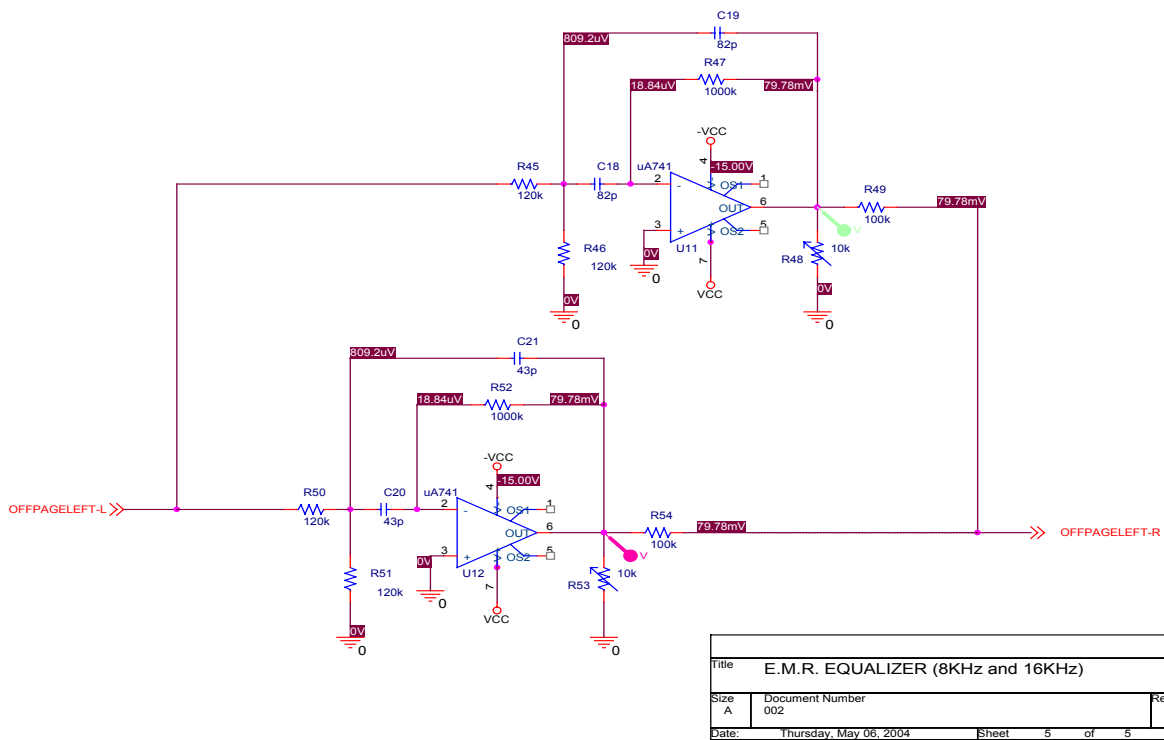 C19
809.2uV
82p
R47
18.84uV
79.78mV
1000k
-VCC
4
-15.00V
R45
C18
uA741
2
-
OS1
1
120k
82p
OUT
6
R49
79.78mV
100k
3
+
OS2
5
V
0V
U11
R46
120k
0
7
VCC
R48
10k
0V
0
0V
0
C21
809.2uV
43p
R52
18.84uV
79.78mV
1000k
-VCC
4
-15.00V
OFFPAGELEFT-L
R50
C20
uA741
2
-
OS1
1
120k
43p
OUT
6
R54
79.78mV
OFFPAGELEFT-R
100k
3
+
OS2
5
V
0V
U12
R51
120k
0
7
VCC
R53
10k
0
0V
0
Title
E.M.R. EQUALIZER (8KHz and 16KHz)
Size
Document Number
Re
A
002
Date:
Thursday, May 06, 2004
Sheet
5
of
5